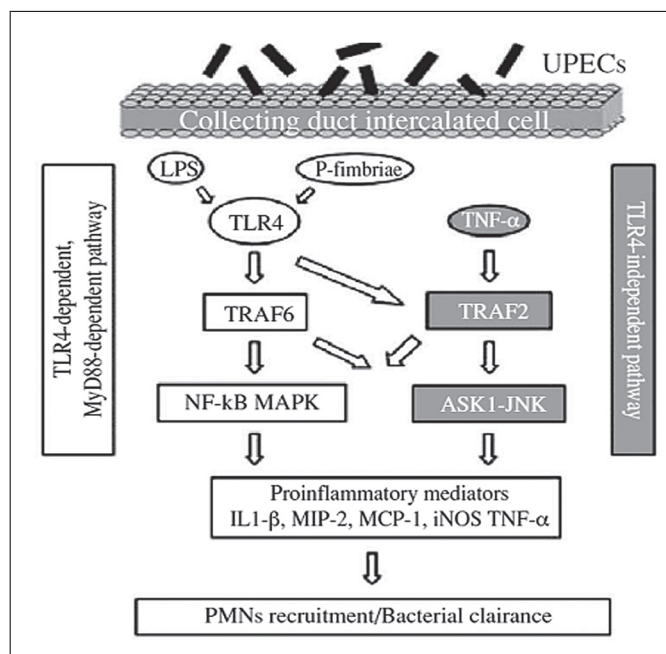 UPECs
Collecting duct intercalated cell
LPS
P-fimbriae
TLR4
TNF-α
TLR4-dependent,
MyD88-dependent pathway
TLR4-independent pathway
TRAF6
TRAF2
NF-kB MAPK
ASK1-JNK
Proinflammatory mediators
IL1-β, MIP-2, MCP-1, iNOS TNF-α
PMNs recruitment/Bacterial clairance